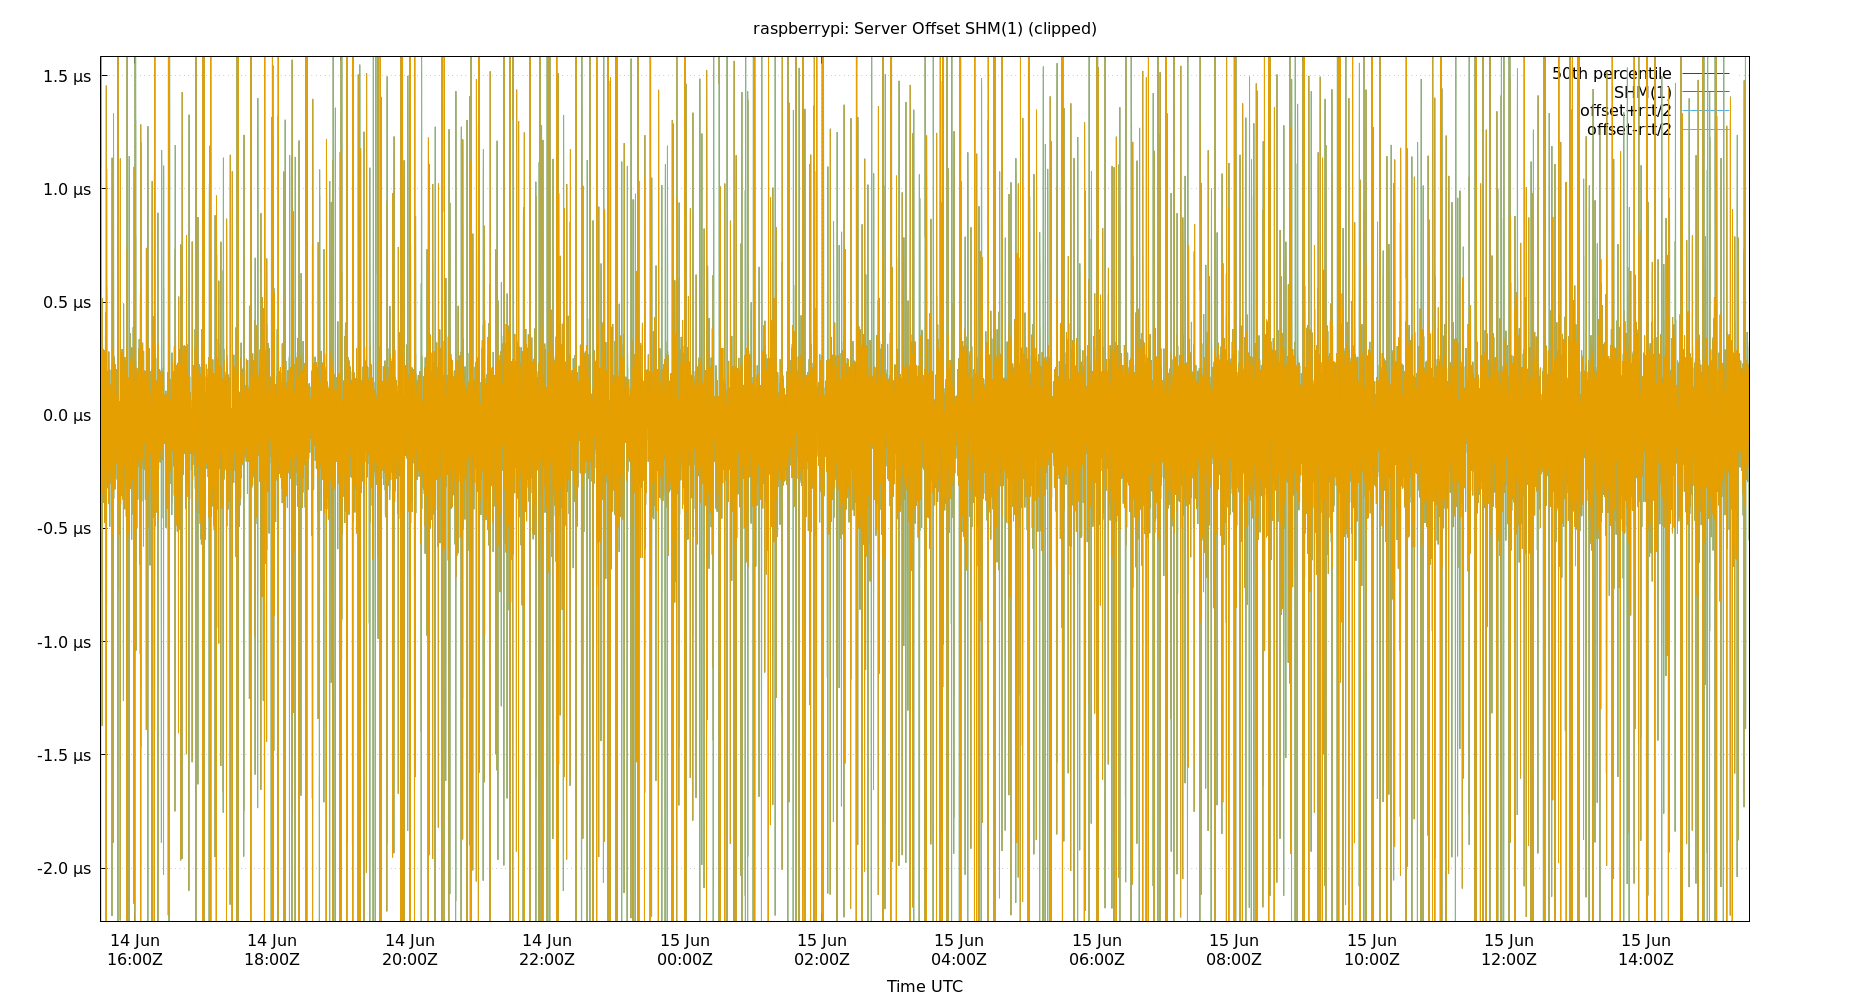 raspberrypi: Server Offset SHM(1) (clipped)
1.5 µs
1.0 µs
0.5 µs
0.0 µs
-0.5 µs
-1.0 µs
-1.5 µs
-2.0 µs
50th percentile
SHM(1)
offset+rtt/2
offset-rtt/2
14 Jun 14 Jun 14 Jun 14 Jun 15 Jun 15 Jun 15 Jun 15 Jun 15 Jun 15 Jun 15 Jun 15 Jun
16:00Z 18:00Z 20:00Z 22:00Z 00:00Z 02:00Z 04:00Z 06:00Z 08:00Z 10:00Z 12:00Z 14:00Z
Time UTC